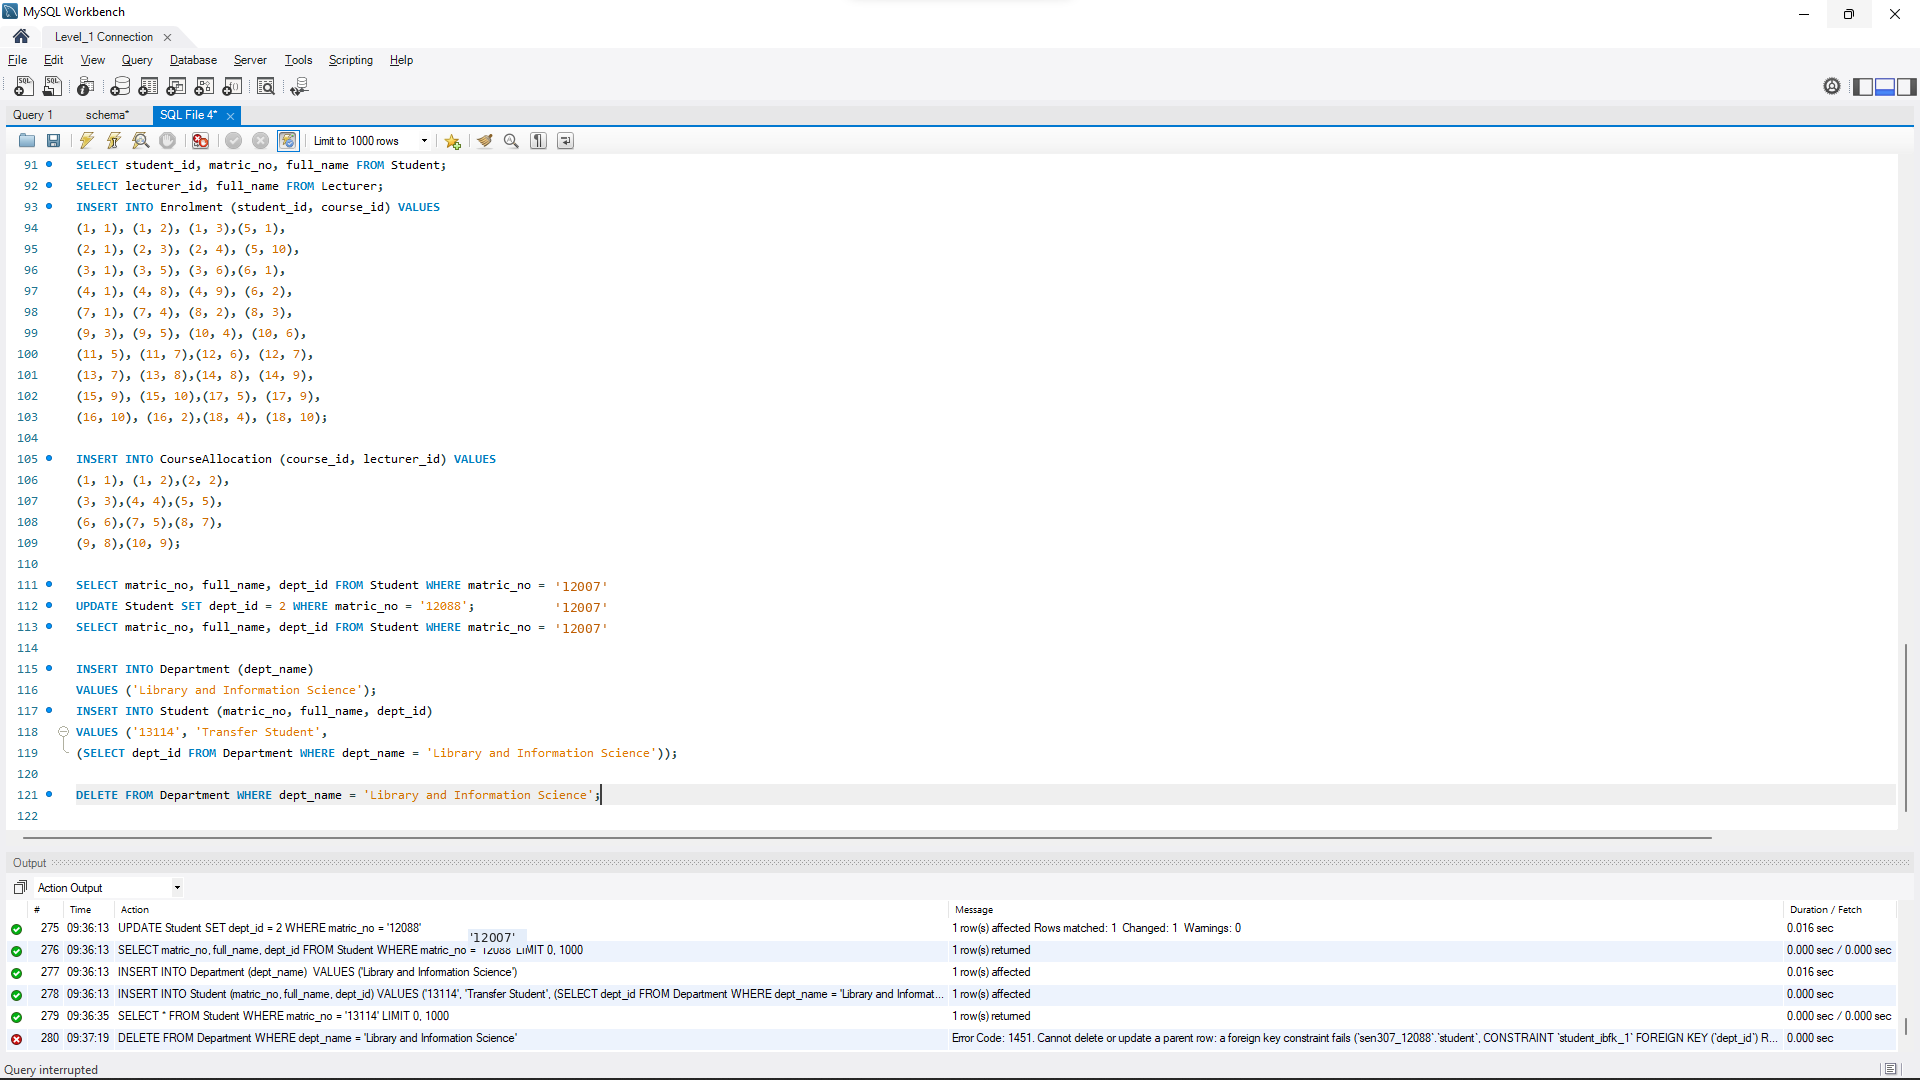 MySQL Workbench
Level_1 Connection
File Edit View Query Database Server Tools Scripting Help
Query 1 schema* SQL File 4*
Limit to 1000 rows
91 SELECT student_id, matric_no, full_name FROM Student;
92 SELECT lecturer_id, full_name FROM Lecturer;
93 INSERT INTO Enrolment (student_id, course_id) VALUES
94 (1, 1), (1, 2), (1, 3),(5, 1),
95 (2, 1), (2, 3), (2, 4), (5, 10),
96 (3, 1), (3, 5), (3, 6),(6, 1),
97 (4, 1), (4, 8), (4, 9), (6, 2),
98 (7, 1), (7, 4), (8, 2), (8, 3),
99 (9, 3), (9, 5), (10, 4), (10, 6),
100 (11, 5), (11, 7),(12, 6), (12, 7),
101 (13, 7), (13, 8),(14, 8), (14, 9),
102 (15, 9), (15, 10),(17, 5), (17, 9),
103 (16, 10), (16, 2),(18, 4), (18, 10);
104
105 INSERT INTO CourseAllocation (course_id, lecturer_id) VALUES
106 (1, 1), (1, 2),(2, 2),
107 (3, 3),(4, 4),(5, 5),
108 (6, 6),(7, 5),(8, 7),
109 (9, 8),(10, 9);
110
111 SELECT matric_no, full_name, dept_id FROM Student WHERE matric_no = '12007'
112 UPDATE Student SET dept_id = 2 WHERE matric_no = '12088'; '12007'
113 SELECT matric_no, full_name, dept_id FROM Student WHERE matric_no = '12007'
114
115 INSERT INTO Department (dept_name)
116 VALUES ('Library and Information Science');
117 INSERT INTO Student (matric_no, full_name, dept_id)
118 VALUES ('13114', 'Transfer Student',
119 (SELECT dept_id FROM Department WHERE dept_name = 'Library and Information Science'));
120
121 DELETE FROM Department WHERE dept_name = 'Library and Information Science';
122
Output
Action Output
# Time Action Message Duration / Fetch
275 09:36:13 UPDATE Student SET dept_id = 2 WHERE matric_no = '12088' 1 row(s) affected Rows matched: 1 Changed: 1 Warnings: 0 0.016 sec
'12007'
276 09:36:13 SELECT matric_no, full_name, dept_id FROM Student WHERE matric_no = '12088' LIMIT 0, 1000 1 row(s) returned 0.000 sec / 0.000 sec
277 09:36:13 INSERT INTO Department (dept_name) VALUES ('Library and Information Science') 1 row(s) affected 0.016 sec
278 09:36:13 INSERT INTO Student (matric_no, full_name, dept_id) VALUES ('13114', 'Transfer Student', (SELECT dept_id FROM Department WHERE dept_name = 'Library and Informat... 1 row(s) affected 0.000 sec
279 09:36:35 SELECT * FROM Student WHERE matric_no = '13114' LIMIT 0, 1000 1 row(s) returned 0.000 sec / 0.000 sec
280 09:37:19 DELETE FROM Department WHERE dept_name = 'Library and Information Science' Error Code: 1451. Cannot delete or update a parent row: a foreign key constraint fails (`sen307_12088`.`student`, CONSTRAINT `student_ibfk_1` FOREIGN KEY (`dept_id`) R... 0.000 sec
Query interrupted